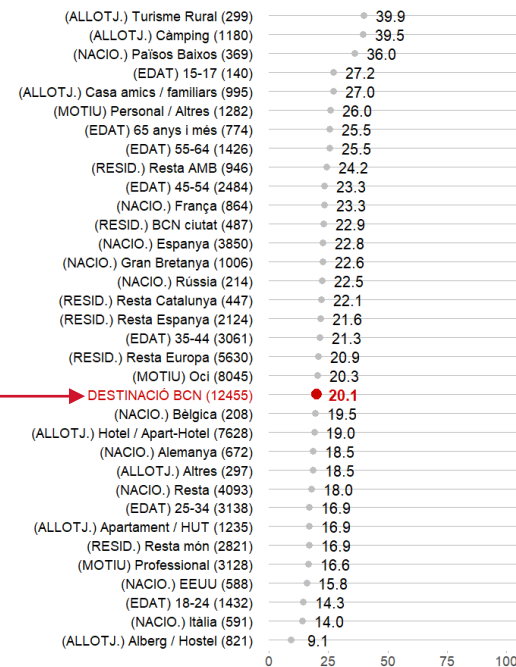 (ALLOTJ.) Turisme Rural (299) 39.9
(ALLOTJ.) Càmping (1180) 39.5
(NACIO.) Països Baixos (369) 36.0
(EDAT) 15-17 (140) 27.2
(ALLOTJ.) Casa amics / familiars (995) 27.0
(MOTIU) Personal / Altres (1282) 26.0
(EDAT) 65 anys i més (774) 25.5
(EDAT) 55-64 (1426) 25.5
(RESID.) Resta AMB (946) 24.2
(EDAT) 45-54 (2484) 23.3
(NACIO.) França (864) 23.3
(RESID.) BCN ciutat (487) 22.9
(NACIO.) Espanya (3850) 22.8
(NACIO.) Gran Bretanya (1006) 22.6
(NACIO.) Rússia (214) 22.5
(RESID.) Resta Catalunya (447) 22.1
(RESID.) Resta Espanya (2124) 21.6
(EDAT) 35-44 (3061) 21.3
(RESID.) Resta Europa (5630) 20.9
(MOTIU) Oci (8045) 20.3
DESTINACIÓ BCN (12455) 20.1
(NACIO.) Bèlgica (208) 19.5
(ALLOTJ.) Hotel / Apart-Hotel (7628) 19.0
(NACIO.) Alemanya (672) 18.5
(ALLOTJ.) Altres (297) 18.5
(NACIO.) Resta (4093) 18.0
(EDAT) 25-34 (3138) 16.9
(ALLOTJ.) Apartament / HUT (1235) 16.9
(RESID.) Resta món (2821) 16.9
(MOTIU) Professional (3128) 16.6
(NACIO.) EEUU (588) 15.8
(EDAT) 18-24 (1432) 14.3
(NACIO.) Itália (591) 14.0
(ALLOTJ.) Alberg / Hostel (821) 9.1
0 25 50 75 100